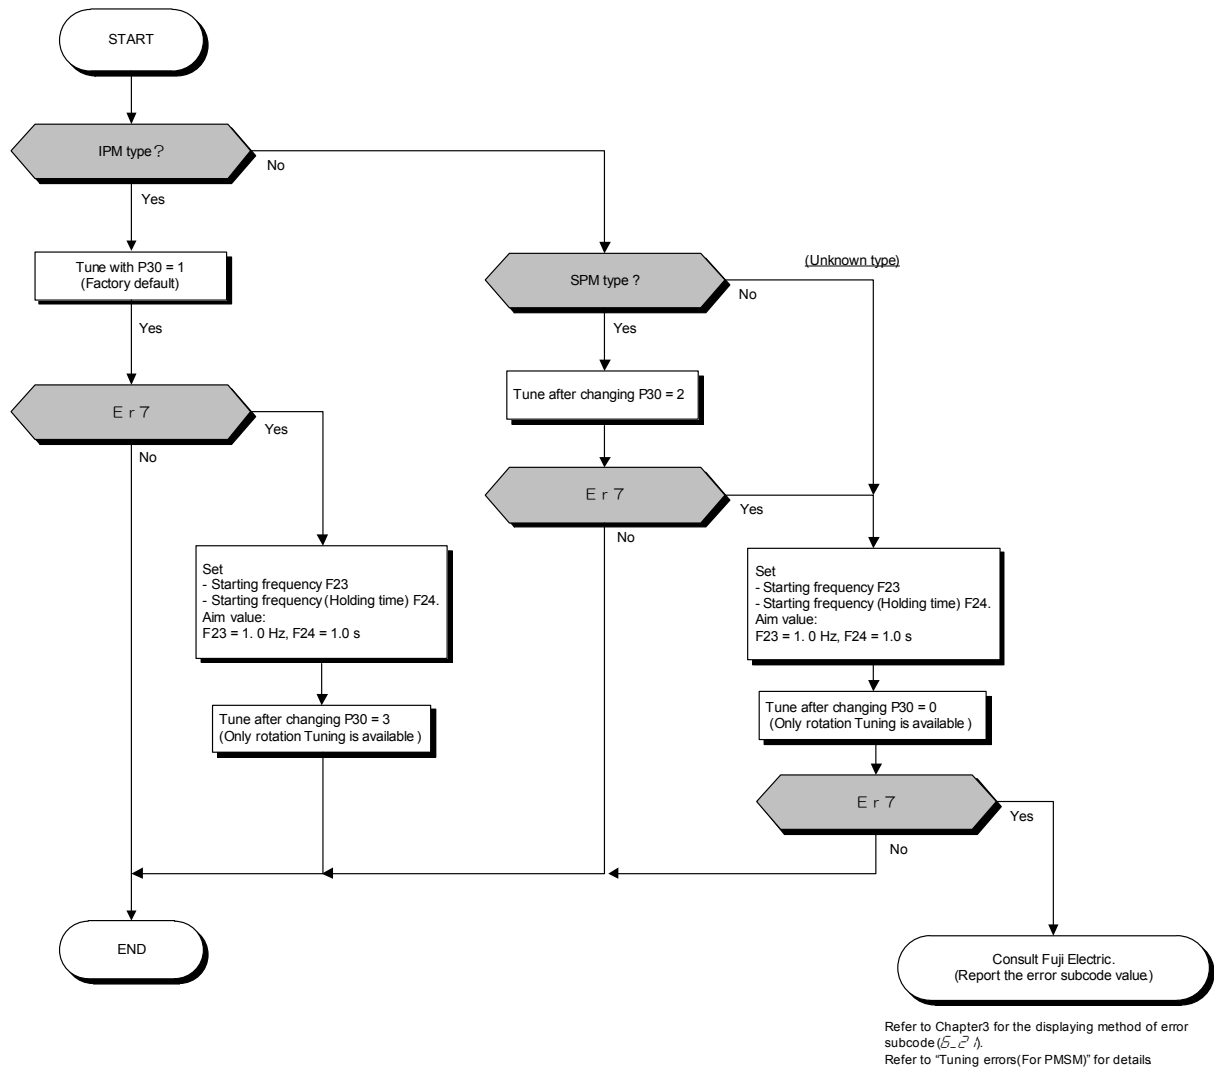 START
IPM type?
No
Yes
Tune with P30 = 1
(Factory default)
Yes
SPM type ?
(Unknown type)
No
Yes
Tune after changing P30 = 2
Er7
Yes
No
Er7
Yes
No
Set
- Starting frequency F23
- Starting frequency (Holding time) F24.
Aim value:
F23 = 1. 0 Hz, F24 = 1.0 s
Set
- Starting frequency F23
- Starting frequency (Holding time) F24.
Aim value:
F23 = 1. 0 Hz, F24 = 1.0 s
Tune after changing P30 = 3
(Only rotation Tuning is available )
Tune after changing P30 = 0
(Only rotation Tuning is available )
Er7
Yes
No
END
Consult Fuji Electric.
(Report the error subcode value.)
Refer to Chapter3 for the displaying method of error
subcode (6_21).
Refer to “Tuning errors(For PMSM)” for details